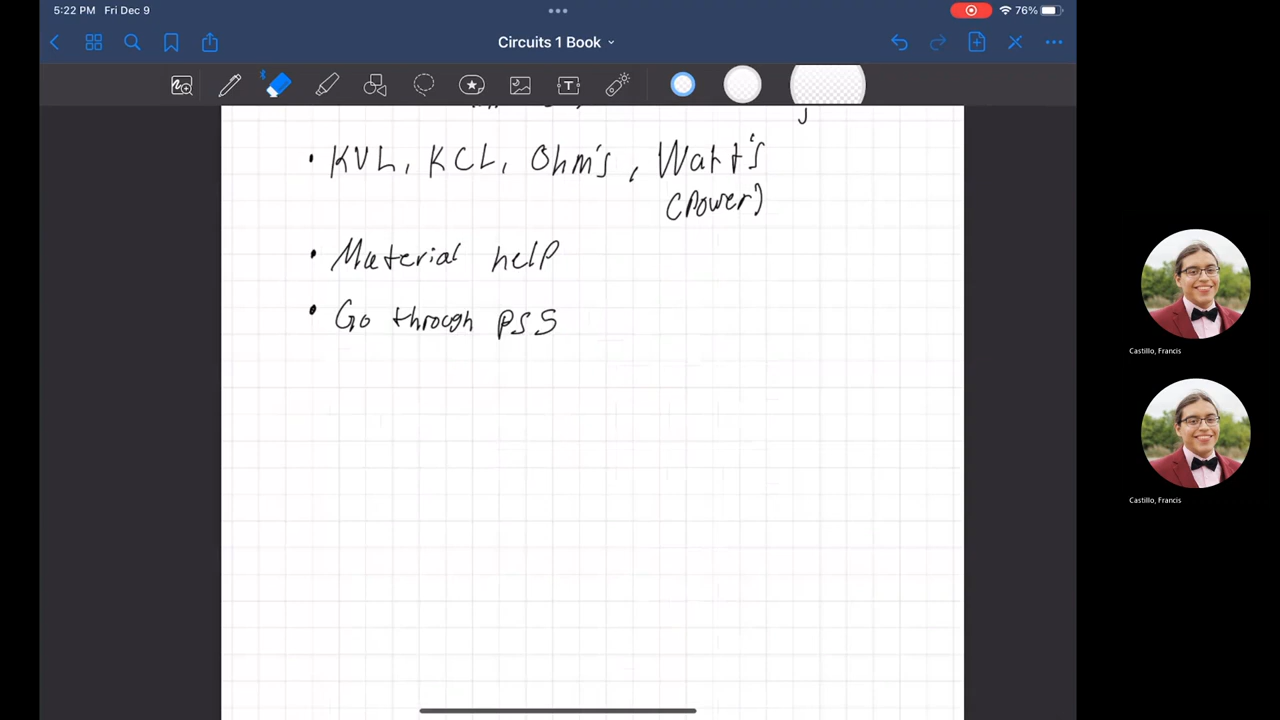 5:22 PM Fri Dec 9
76%
Circuits 1 Book
• KVL, KCL, Ohm's, Watt's
(Power)
• Material help
• Go through PSS
Castillo, Francis
Castillo, Francis